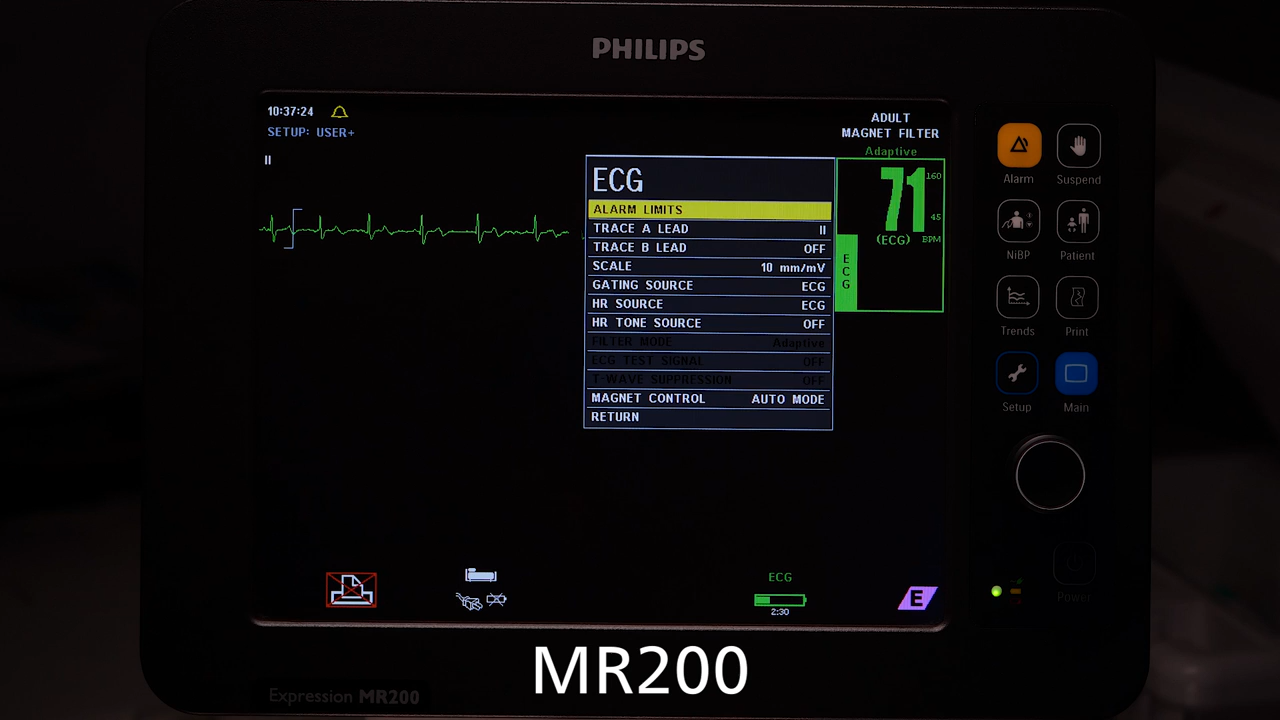 PHILIPS
10:37:24
SETUP: USER+
II
ADULT
MAGNET FILTER
Adaptive
71
160
45
(ECG) BPM
ECG
ECG
ALARM LIMITS
TRACE A LEAD II
TRACE B LEAD OFF
SCALE 10 mm/mV
GATING SOURCE ECG
HR SOURCE ECG
HR TONE SOURCE OFF
FILTER MODE Adaptive
ECG TEST SIGNAL OFF
T-WAVE SUPPRESSION OFF
MAGNET CONTROL AUTO MODE
RETURN
Alarm Suspend
NiBP Patient
Trends Print
Setup Main
Power
ECG
2:30
E
Expression MR200
MR200